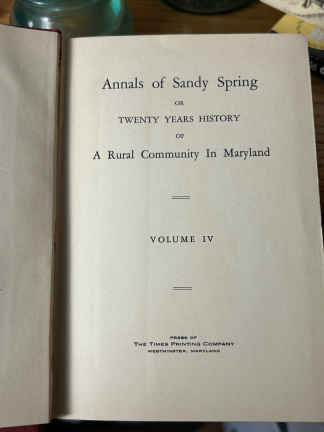 Annals of Sandy Spring
OR
TWENTY YEARS HISTORY
OF
A Rural Community In Maryland
VOLUME IV
PRESS OF
THE TIMES PRINTING COMPANY
WESTMINSTER, MARYLAND